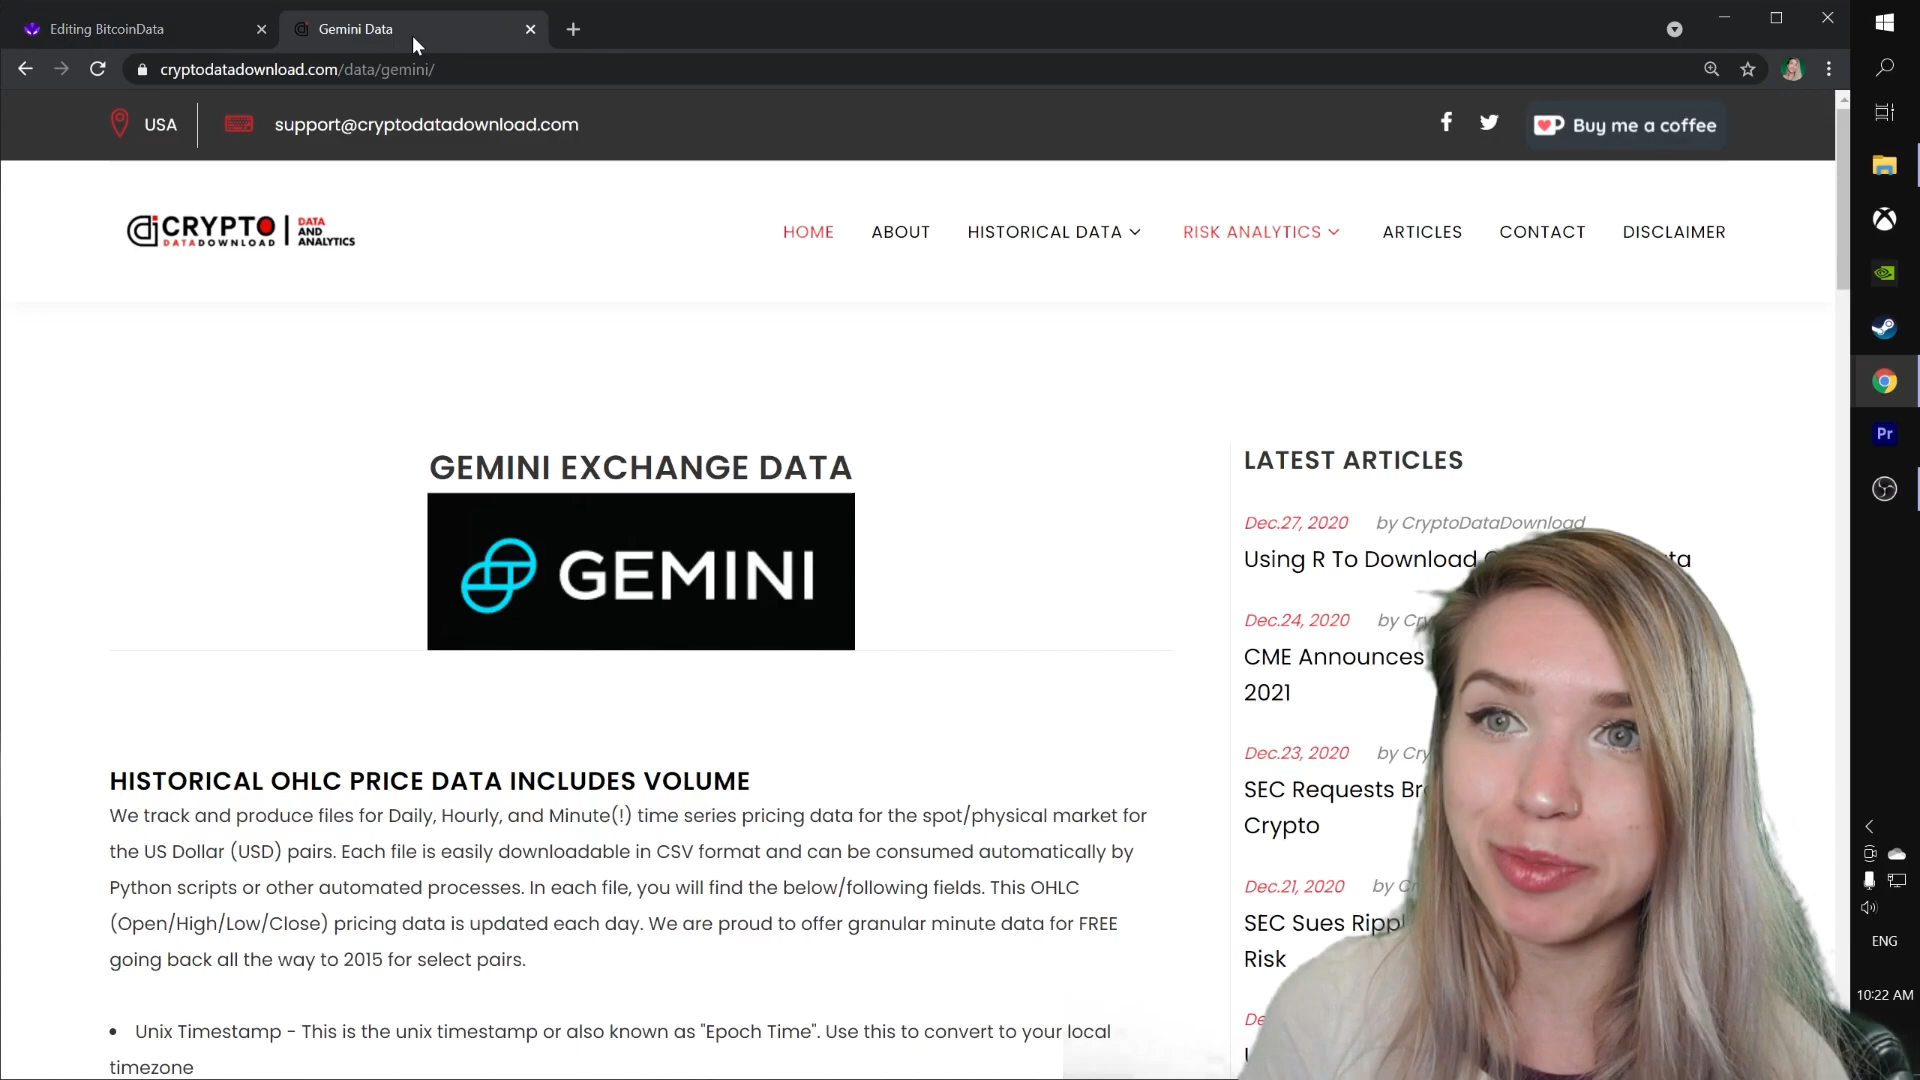 Editing BitcoinData
Gemini Data
cryptodatadownload.com/data/gemini/
USA
support@cryptodatadownload.com
Buy me a coffee
CRYPTO
DATADOWNLOAD
DATA
AND
ANALYTICS
HOME
ABOUT
HISTORICAL DATA
RISK ANALYTICS
ARTICLES
CONTACT
DISCLAIMER
GEMINI EXCHANGE DATA
GEMINI
HISTORICAL OHLC PRICE DATA INCLUDES VOLUME
We track and produce files for Daily, Hourly, and Minute(!) time series pricing data for the spot/physical market for
the US Dollar (USD) pairs. Each file is easily downloadable in CSV format and can be consumed automatically by
Python scripts or other automated processes. In each file, you will find the below/following fields. This OHLC
(Open/High/Low/Close) pricing data is updated each day. We are proud to offer granular minute data for FREE
going back all the way to 2015 for select pairs.
• Unix Timestamp - This is the unix timestamp or also known as "Epoch Time". Use this to convert to your local
timezone
LATEST ARTICLES
Dec.27, 2020 by CryptoDataDownload
Using R To Download
Dec.24, 2020 by
CME Announces
2021
Dec.23, 2020 by
SEC Requests
Crypto
Dec.21, 2020 by
SEC Sues
Risk
Pr
ENG
10:22 AM